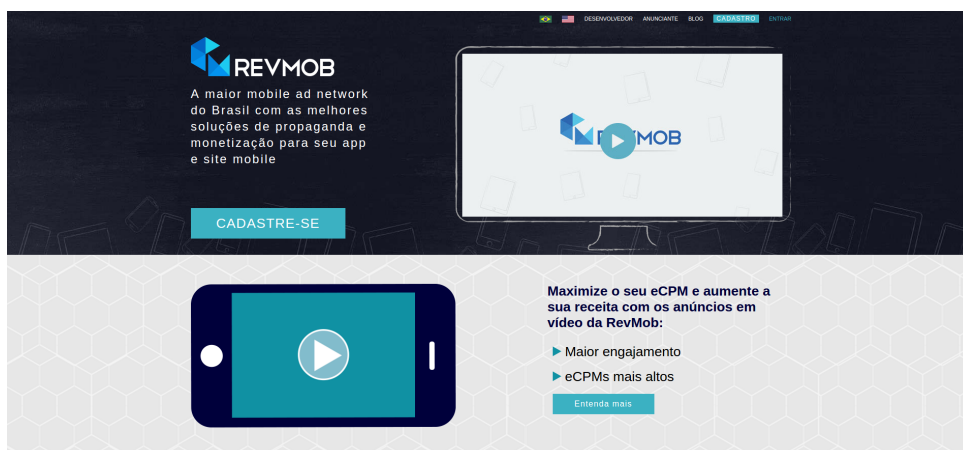 DESENVOLVEDOR ANUNCIANTE BLOG CADASTRO ENTRAR
REVMOB
A maior mobile ad network
do Brasil com as melhores
soluções de propaganda e
monetização para seu app
e site mobile
CADASTRE-SE
REVMOB
Maximize o seu eCPM e aumente a
sua receita com os anúncios em
vídeo da RevMob:
Maior engajamento
eCPMs mais altos
Entenda mais